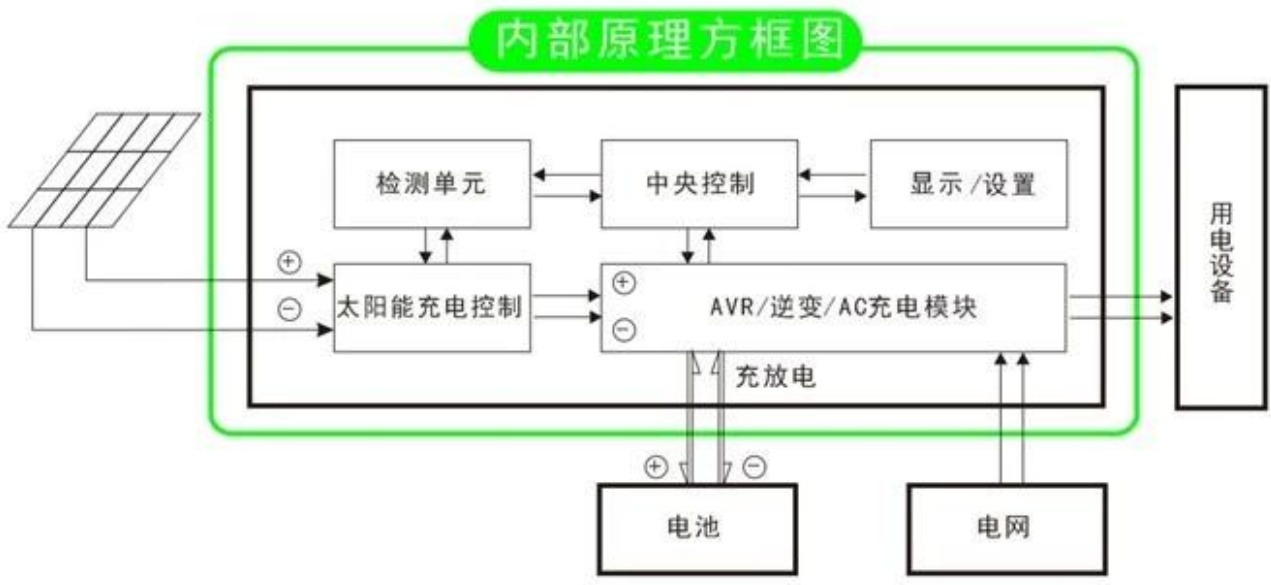 内部原理方框图
检测单元
中央控制
显示/设置
用电设备
⊕
⊖
太阳能充电控制
⊕
⊖
AVR/逆变/AC充电模块
充放电
⊕
⊖
电池
电网